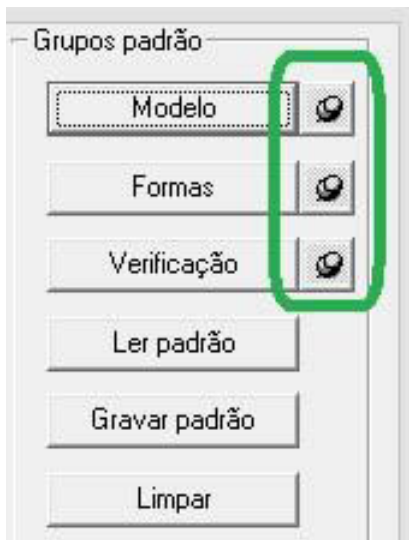 Grupos padrão
Modelo
Formas
Verificação
Ler padrão
Gravar padrão
Limpar